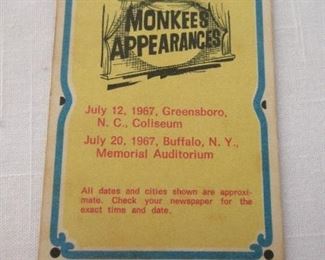 MONKEES
APPEARANCES
July 12, 1967, Greensboro,
N. C., Coliseum
July 20, 1967, Buffalo, N. Y.,
Memorial Auditorium
All dates and cities shown are approxi-
mate. Check your newspaper for the
exact time and date.